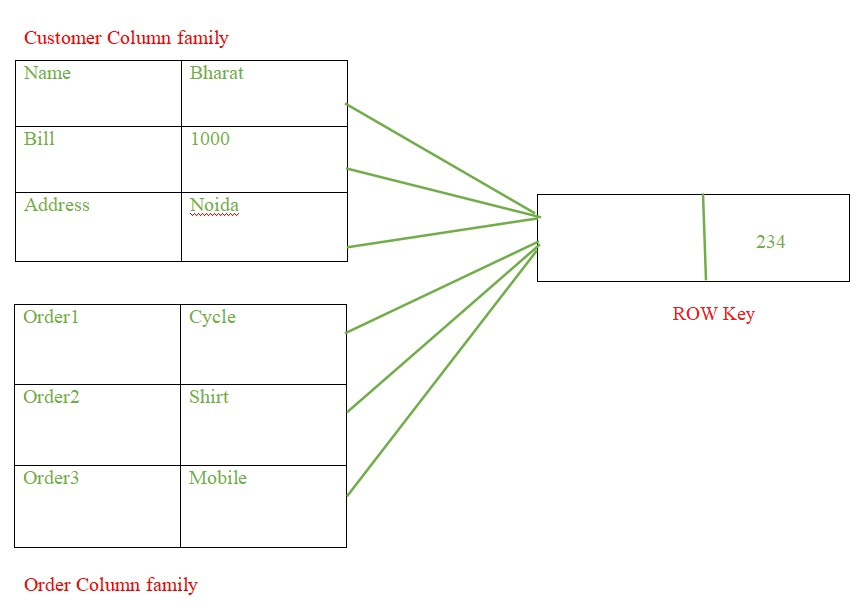 Customer Column family
Name Bharat
Bill 1000
Address Noida
234
ROW Key
Order1 Cycle
Order2 Shirt
Order3 Mobile
Order Column family